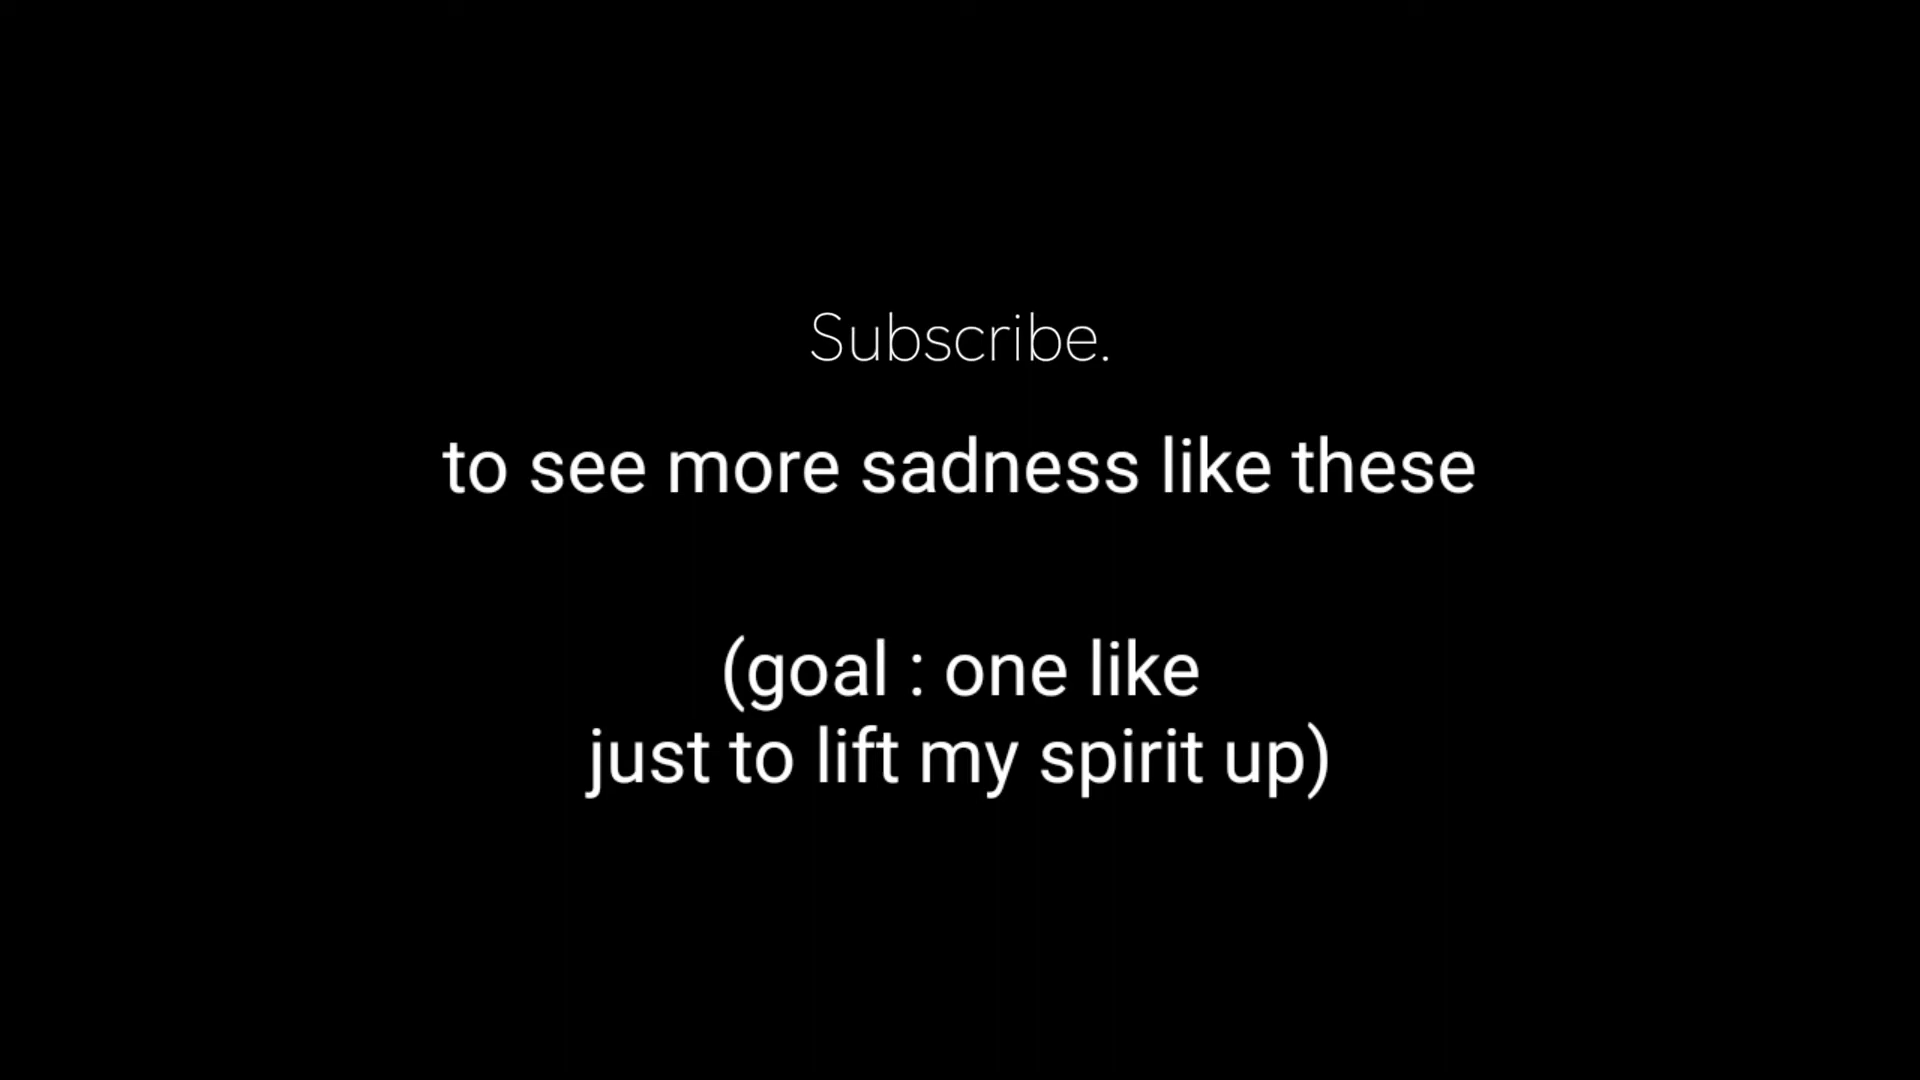 Subscribe.
to see more sadness like these
(goal : one like
just to lift my spirit up)